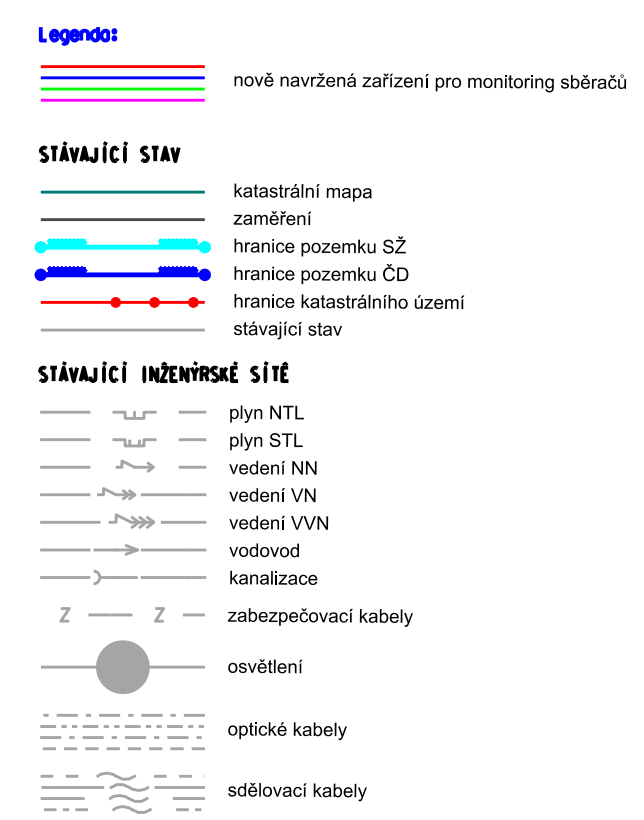 Legenda:
nově navržená zařízení pro monitoring sběračů
STÁVAJÍCÍ STAV
katastrální mapa
zaměření
hranice pozemku SŽ
hranice pozemku ČD
hranice katastrálního území
stávající stav
STÁVAJÍCÍ INŽENÝRSKÉ SÍTĚ
plyn NTL
plyn STL
vedení NN
vedení VN
vedení VVN
vodovod
kanalizace
Z Z zabezpečovací kabely
osvětlení
optické kabely
sdělovací kabely